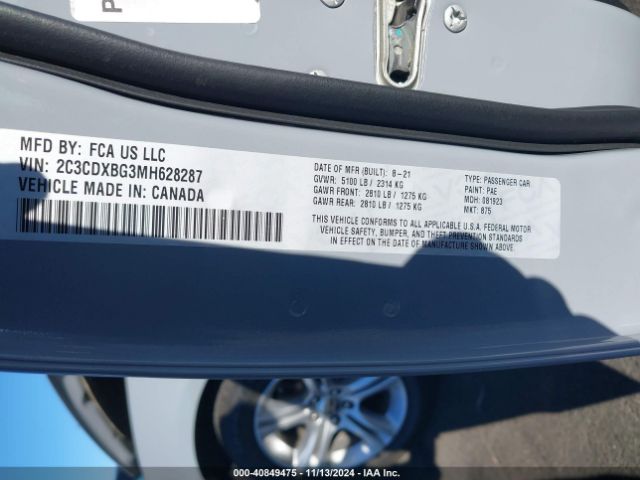 P
MFD BY: FCA US LLC
VIN: 2C3CDXBG3MH628287
VEHICLE MADE IN: CANADA
DATE OF MFR (BUILT): 8-21
GVWR: 5100 LB / 2314 KG
GAWR FRONT: 2810 LB / 1275 KG
GAWR REAR: 2810 LB / 1275 KG
TYPE: PASSENGER CAR
PAINT: PAE
MDH: 081923
MKT: 875
THIS VEHICLE CONFORMS TO ALL APPLICABLE U.S.A. FEDERAL MOTOR
VEHICLE SAFETY, BUMPER, AND THEFT PREVENTION STANDARDS
IN EFFECT ON THE DATE OF MANUFACTURE SHOWN ABOVE.
232-40849475 — 11/13/2024 — IAA Inc.